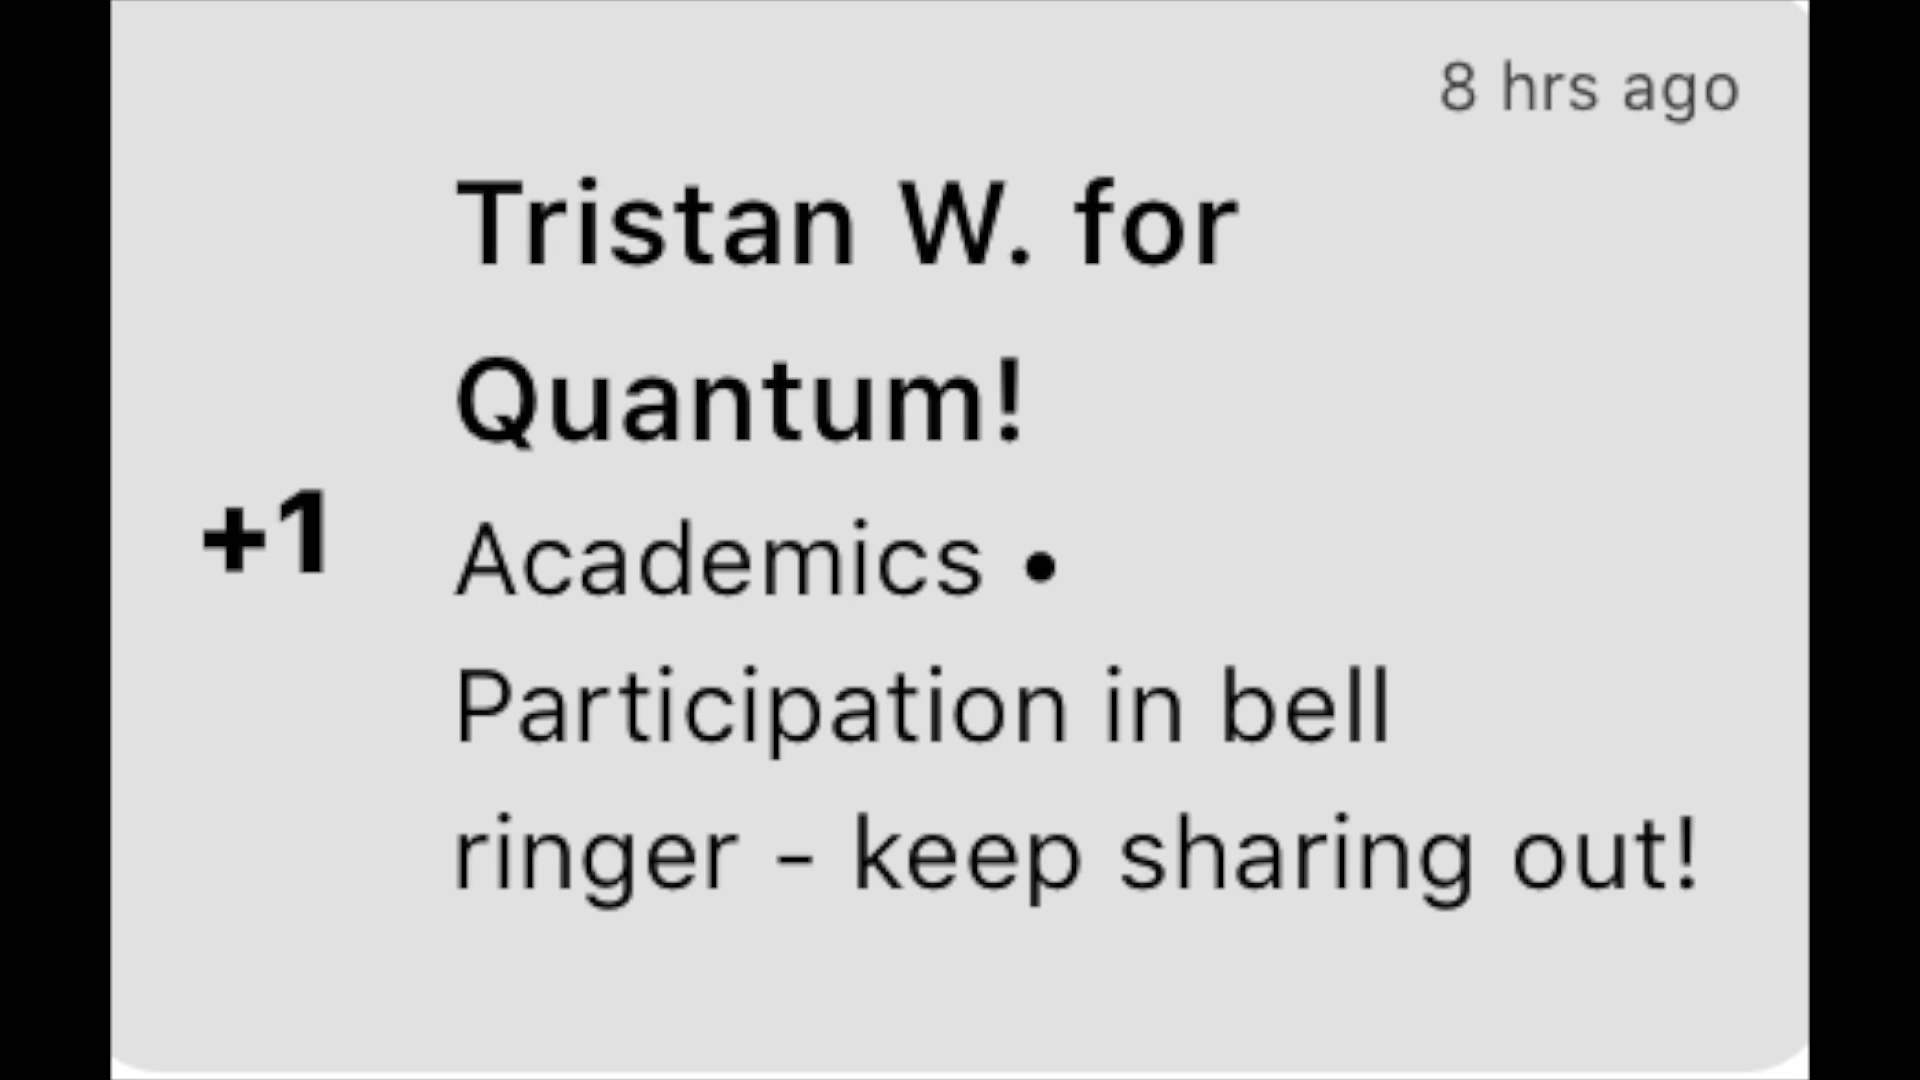 8 hrs ago
Tristan W. for
Quantum!
+1
Academics •
Participation in bell
ringer - keep sharing out!